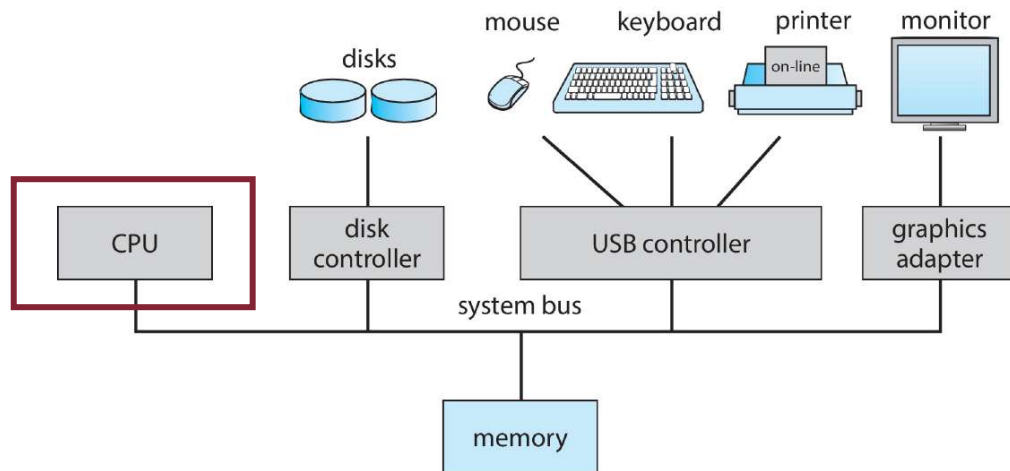 mouse
keyboard
printer
monitor
disks
on-line
CPU
disk
controller
USB controller
graphics
adapter
system bus
memory